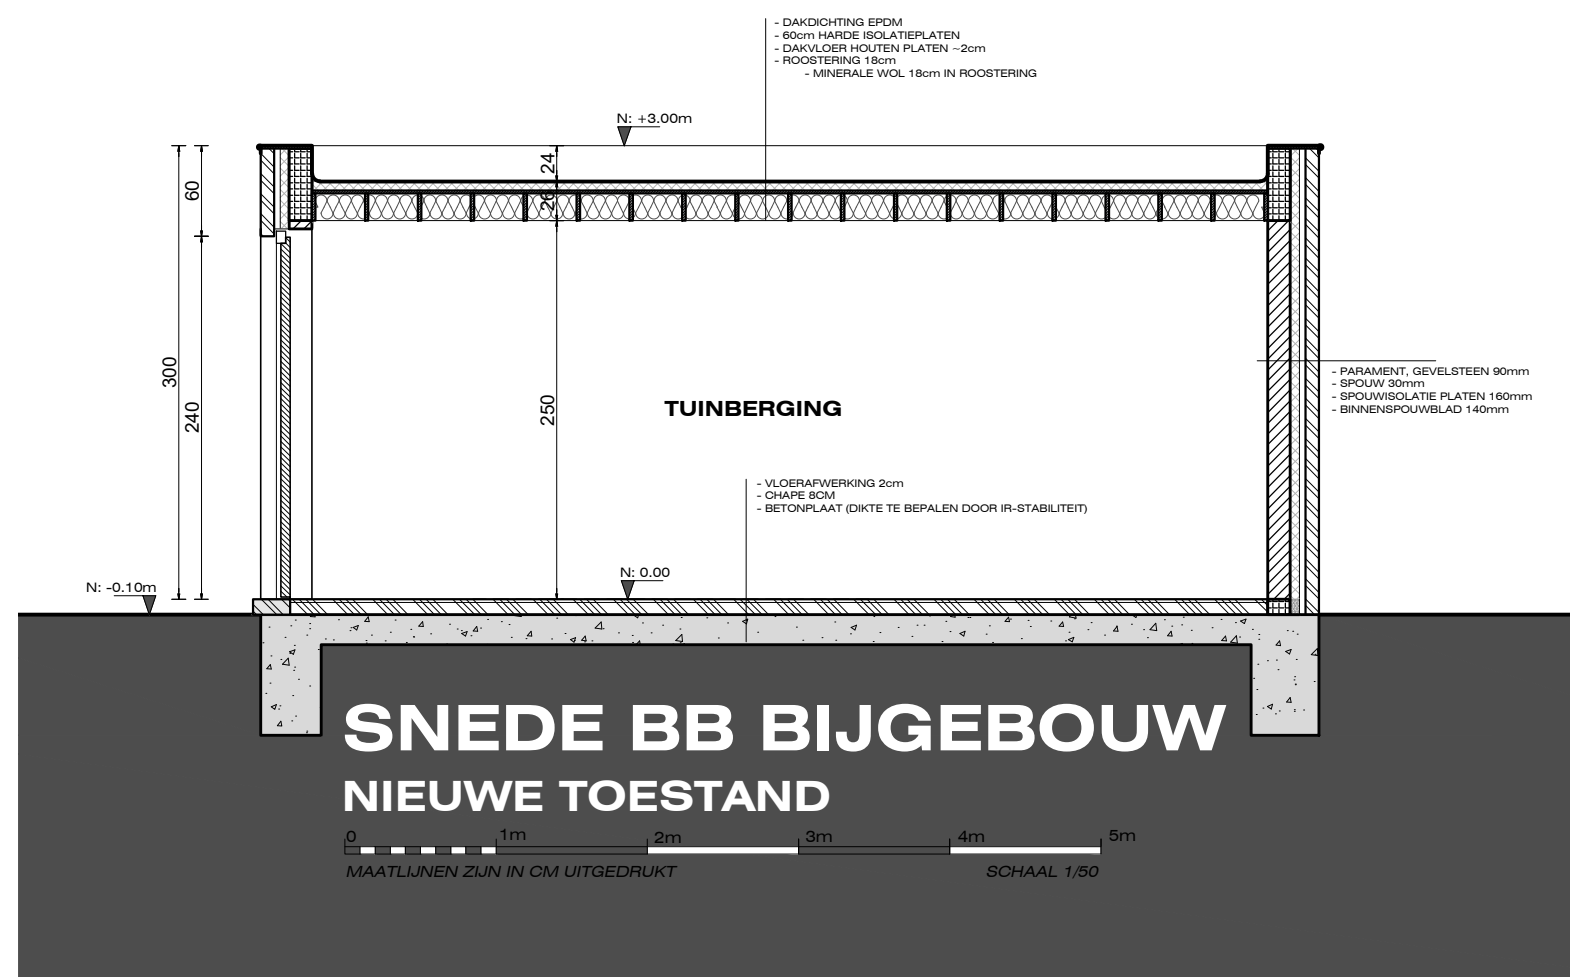 - DAKDICHTING EPDM
- 60cm HARDE ISOLATIEPLATEN
- DAKVLOER HOUTEN PLATEN ~2cm
- ROOSTERING 18cm
- MINERALE WOL 18cm IN ROOSTERING
N: +3.00m
24
60
26
300
240
250
TUINBERGING
- PARAMENT, GEVELSTEEN 90mm
- SPOUW 30mm
- SPOUWISOLATIE PLATEN 160mm
- BINNENSPOUWBLAD 140mm
- VLOERAFWERKING 2cm
- CHAPE 8CM
- BETONPLAAT (DIKTE TE BEPALEN DOOR IR-STABILITEIT)
N: 0.00
N: -0.10m
SNEDE BB BIJGEBOUW
NIEUWE TOESTAND
0 1m 2m 3m 4m 5m
MAATLIJNEN ZIJN IN CM UITGEDRUKT SCHAAL 1/50